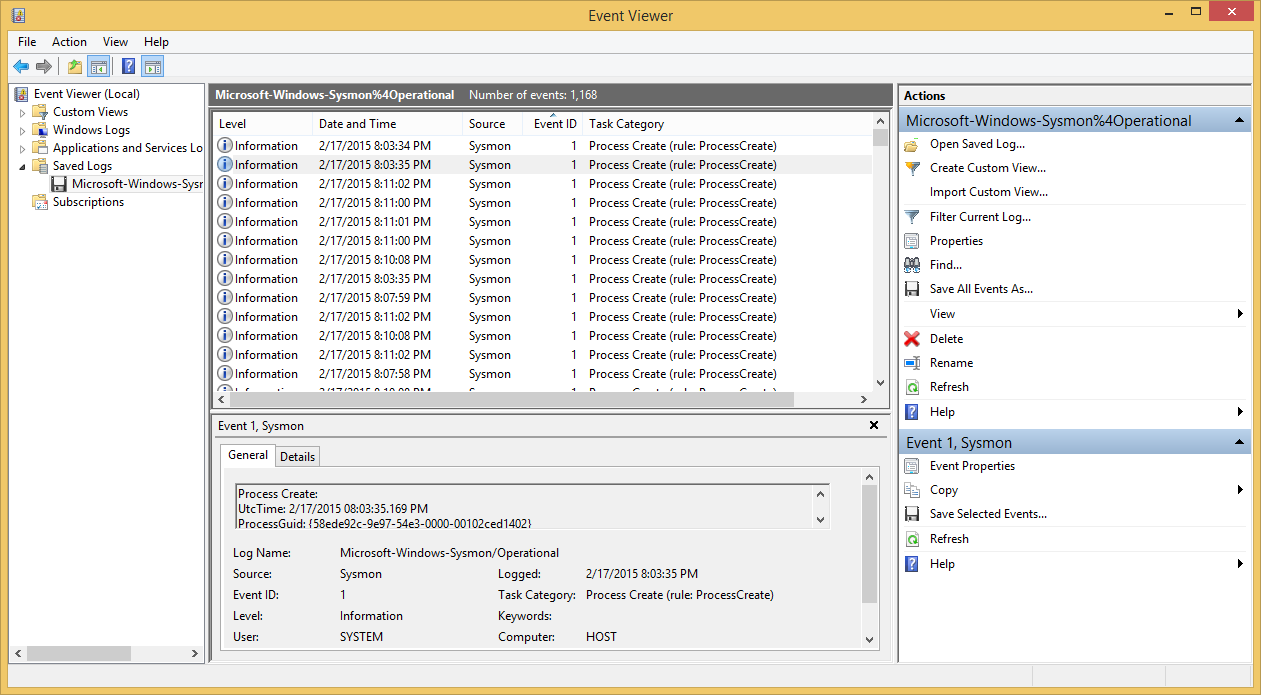 Event Viewer
File Action View Help
Event Viewer (Local)
Custom Views
Windows Logs
Applications and Services Lo
Saved Logs
Microsoft-Windows-Sysr
Subscriptions
Microsoft-Windows-Sysmon%4Operational Number of events: 1,168
Level Date and Time Source Event ID Task Category
Information 2/17/2015 8:03:34 PM Sysmon 1 Process Create (rule: ProcessCreate)
Information 2/17/2015 8:03:35 PM Sysmon 1 Process Create (rule: ProcessCreate)
Information 2/17/2015 8:11:02 PM Sysmon 1 Process Create (rule: ProcessCreate)
Information 2/17/2015 8:11:00 PM Sysmon 1 Process Create (rule: ProcessCreate)
Information 2/17/2015 8:11:01 PM Sysmon 1 Process Create (rule: ProcessCreate)
Information 2/17/2015 8:11:00 PM Sysmon 1 Process Create (rule: ProcessCreate)
Information 2/17/2015 8:10:08 PM Sysmon 1 Process Create (rule: ProcessCreate)
Information 2/17/2015 8:03:35 PM Sysmon 1 Process Create (rule: ProcessCreate)
Information 2/17/2015 8:07:59 PM Sysmon 1 Process Create (rule: ProcessCreate)
Information 2/17/2015 8:11:02 PM Sysmon 1 Process Create (rule: ProcessCreate)
Information 2/17/2015 8:10:08 PM Sysmon 1 Process Create (rule: ProcessCreate)
Information 2/17/2015 8:11:02 PM Sysmon 1 Process Create (rule: ProcessCreate)
Information 2/17/2015 8:07:58 PM Sysmon 1 Process Create (rule: ProcessCreate)
Event 1, Sysmon
General Details
Process Create:
UtcTime: 2/17/2015 08:03:35.169 PM
ProcessGuid: {58ede92c-9e97-54e3-0000-00102ced1402}
Log Name: Microsoft-Windows-Sysmon/Operational
Source: Sysmon Logged: 2/17/2015 8:03:35 PM
Event ID: 1 Task Category: Process Create (rule: ProcessCreate)
Level: Information Keywords:
User: SYSTEM Computer: HOST
Actions
Microsoft-Windows-Sysmon%4Operational
Open Saved Log...
Create Custom View...
Import Custom View...
Filter Current Log...
Properties
Find...
Save All Events As...
View
Delete
Rename
Refresh
Help
Event 1, Sysmon
Event Properties
Copy
Save Selected Events...
Refresh
Help